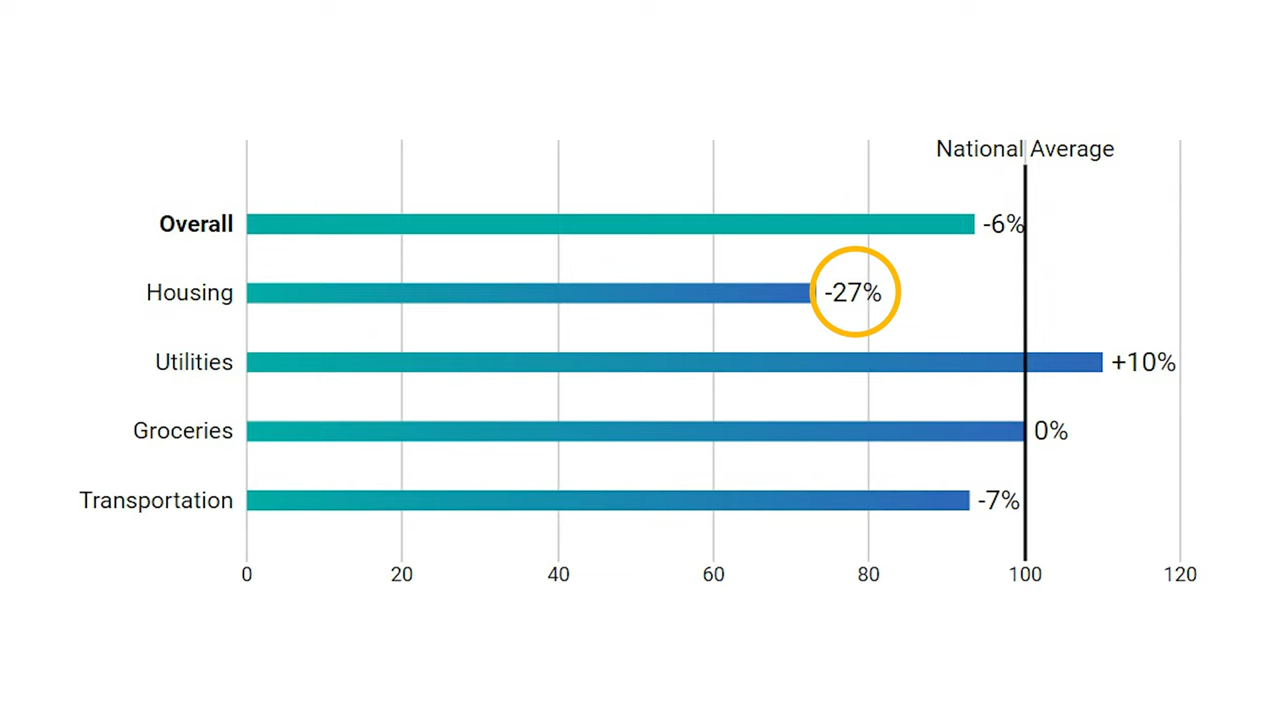 National Average
Overall -6%
Housing -27%
Utilities +10%
Groceries 0%
Transportation -7%
0 20 40 60 80 100 120